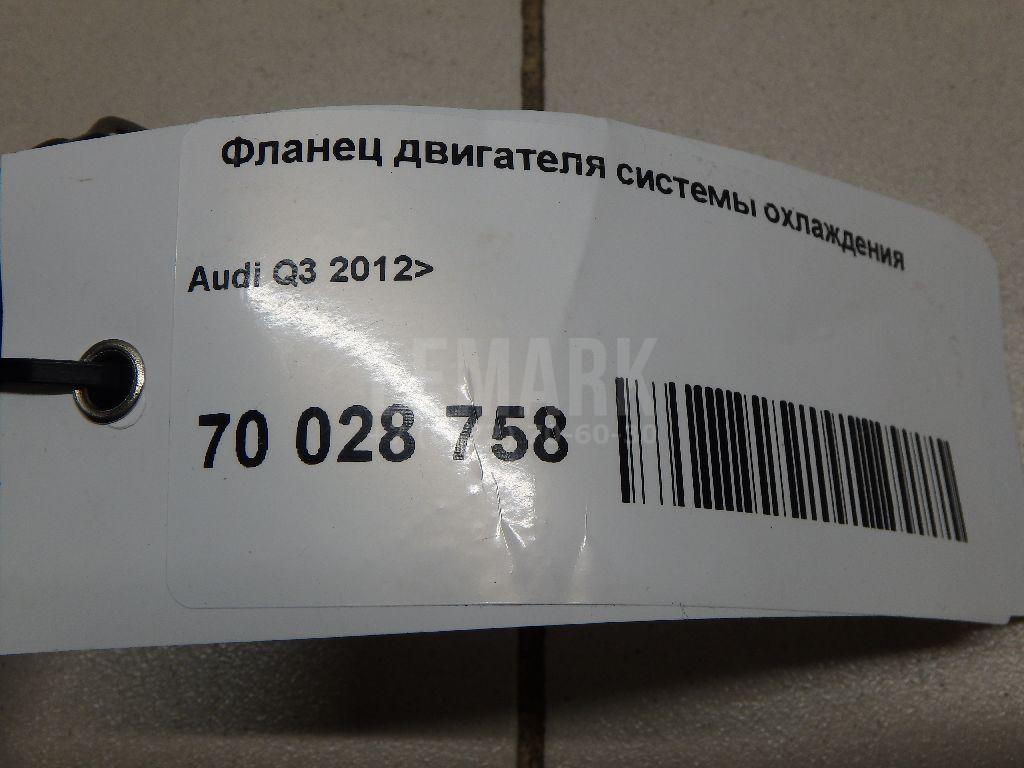 Фланец двигателя системы охлаждения
Audi Q3 2012>
70 028 758